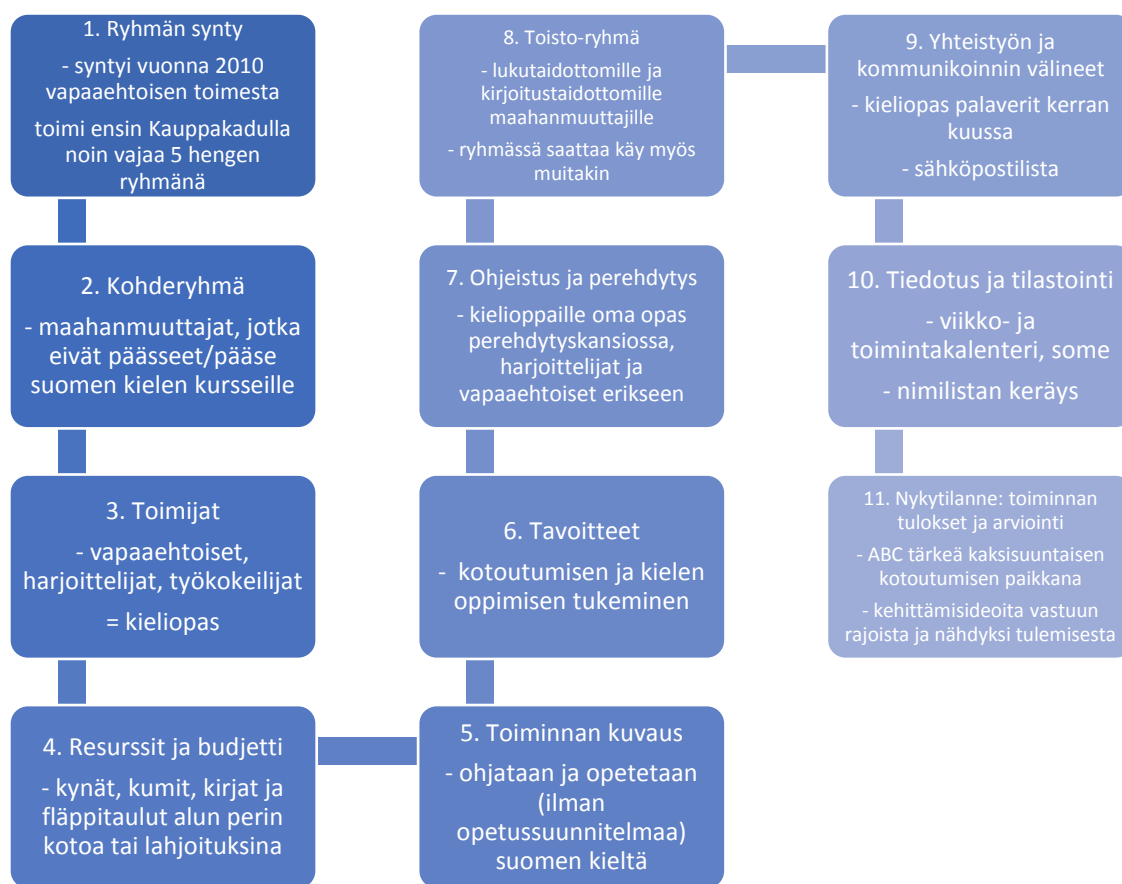 1. Ryhmän synty
- syntyi vuonna 2010
vapaaehtoisen toimesta
toimi ensin Kauppakadulla
noin vajaa 5 hengen
ryhmänä
2. Kohderyhmä
- maahanmuuttajat, jotka
eivät päässeet/pääse
suomen kielen kursseille
3. Toimijat
- vapaaehtoiset,
harjoittelijat, työkokeilijat
= kieliopas
4. Resurssit ja budjetti
- kynät, kumit, kirjat ja
fläppitaulut alun perin
kotoa tai lahjoituksina
5. Toiminnan kuvaus
- ohjataan ja opetetaan
(ilman
opetussuunnitelmaa)
suomen kieltä
6. Tavoitteet
- kotoutumisen ja kielen
oppimisen tukeminen
7. Ohjeistus ja perehdytys
- kielioppaille oma opas
perehdytyskansiossa,
harjoittelijat ja
vapaaehtoiset erikseen
8. Toisto-ryhmä
- lukutaidottomille ja
kirjoitustaidottomille
maahanmuuttajille
- ryhmässä saattaa käy myös
muitakin
9. Yhteistyön ja
kommunikoinnin välineet
- kieliopas palaverit kerran
kuussa
- sähköpostilista
10. Tiedotus ja tilastointi
- viikko- ja
toimintakalenteri, some
- nimilistan keräys
11. Nykytilanne: toiminnan
tulokset ja arviointi
- ABC tärkeä kaksisuuntaisen
kotoutumisen paikkana
- kehittämisideoita vastuun
rajoista ja nähdyksi tulemisesta